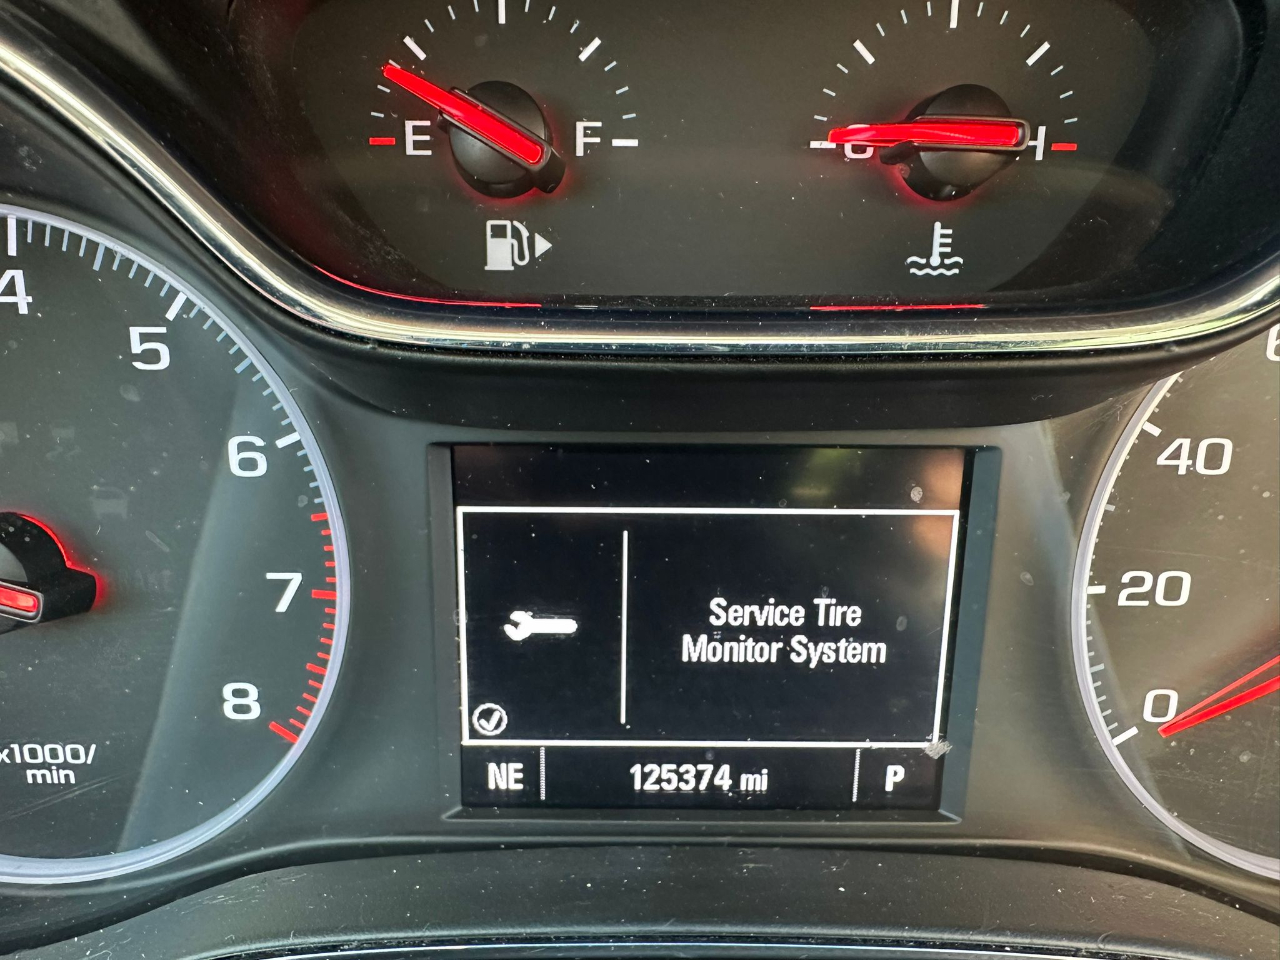 E F
C H
4
5
6
7
8
x1000/
min
Service Tire
Monitor System
NE 125374 mi P
40
20
0